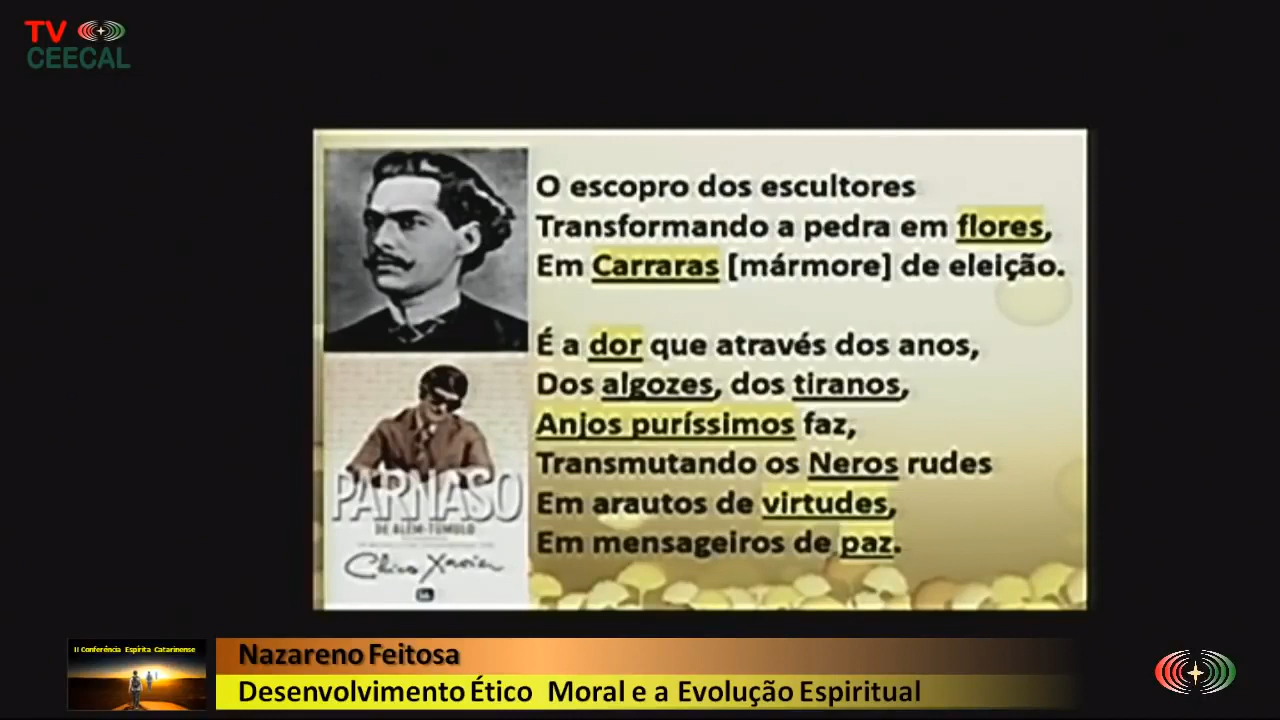 TV
CEECAL
O escopro dos escultores
Transformando a pedra em flores,
Em Carraras [mármore] de eleição.
É a dor que através dos anos,
Dos algozes, dos tiranos,
Anjos puríssimos faz,
Transmutando os Neros rudes
Em arautos de virtudes,
Em mensageiros de paz.
PARNASO
DE ALÉM-TÚMULO
Chico Xavier
II Conferência Espírita Catarinense
Nazareno Feitosa
Desenvolvimento Ético Moral e a Evolução Espiritual